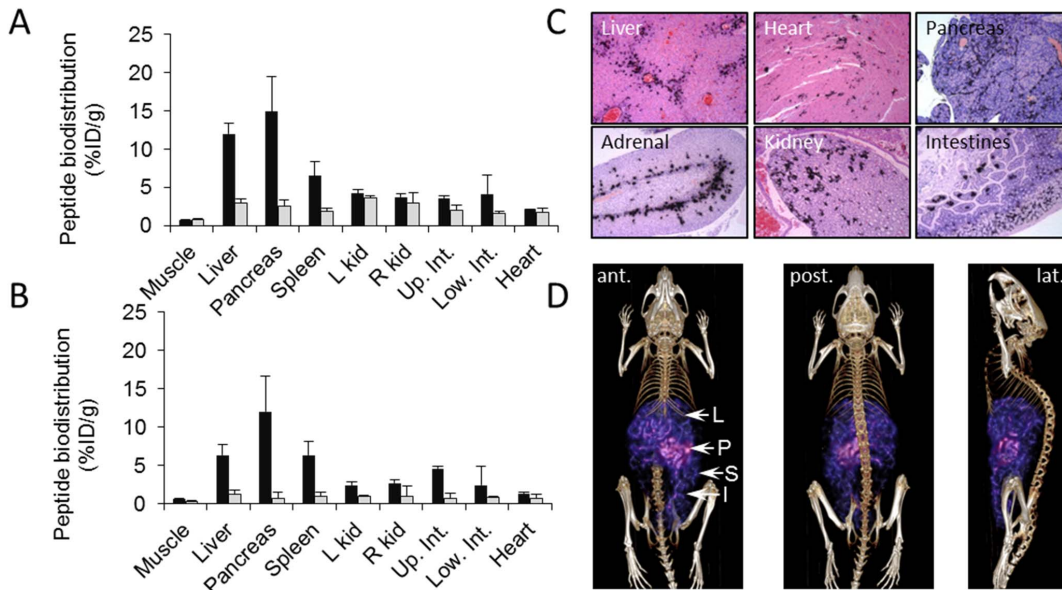 A
Peptide biodistribution
(%ID/g)
25
20
15
10
5
0
Muscle
Liver
Pancreas
Spleen
L kid
R kid
Up. Int.
Low. Int.
Heart
B
Peptide biodistribution
(%ID/g)
25
20
15
10
5
0
Muscle
Liver
Pancreas
Spleen
L kid
R kid
Up. Int.
Low. Int.
Heart
C
Liver
Heart
Pancreas
Adrenal
Kidney
Intestines
D
ant.
post.
lat.
L
P
S
I